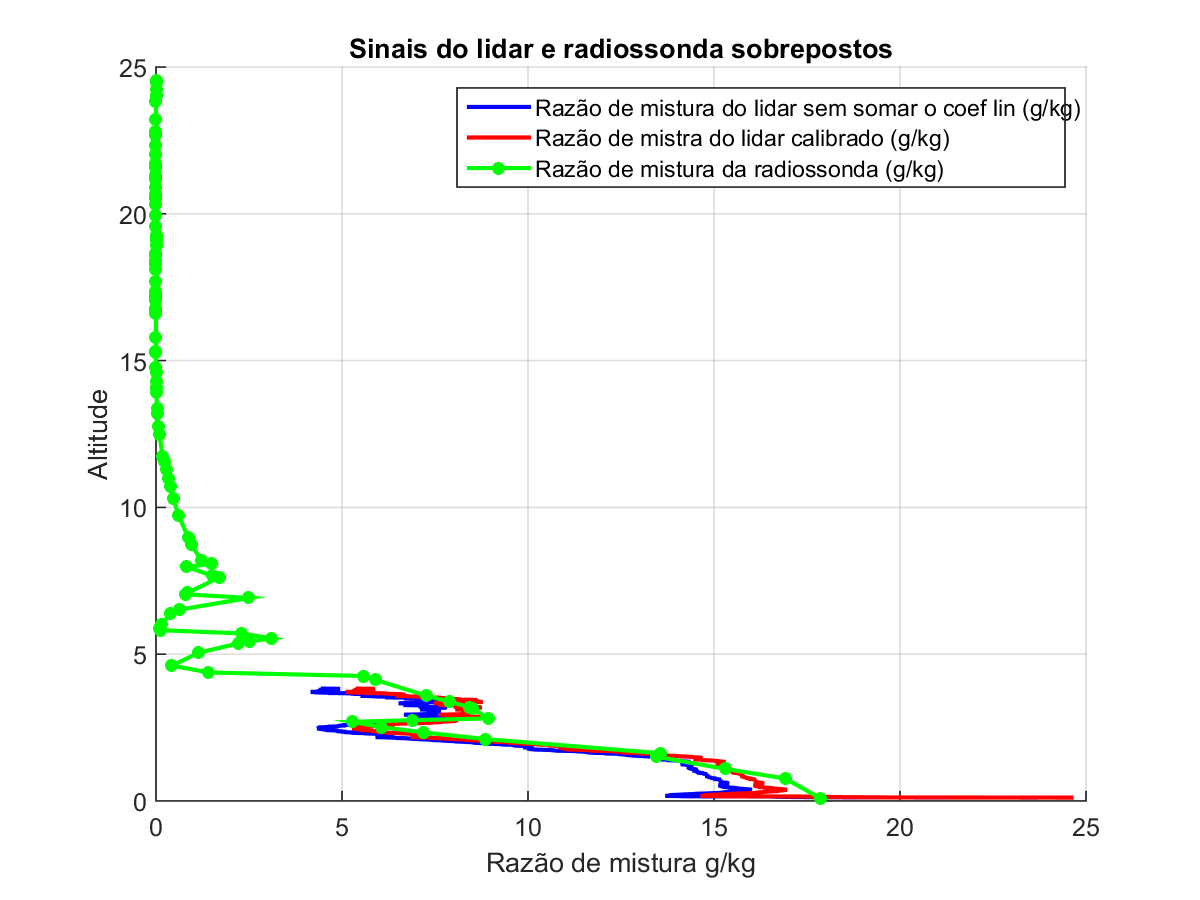 Sinais do lidar e radiossonda sobrepostos
25
20
15
10
5
0
Altitude
Razão de mistura do lidar sem somar o coef lin (g/kg)
Razão de mistra do lidar calibrado (g/kg)
Razão de mistura da radiossonda (g/kg)
0 5 10 15 20 25
Razão de mistura g/kg